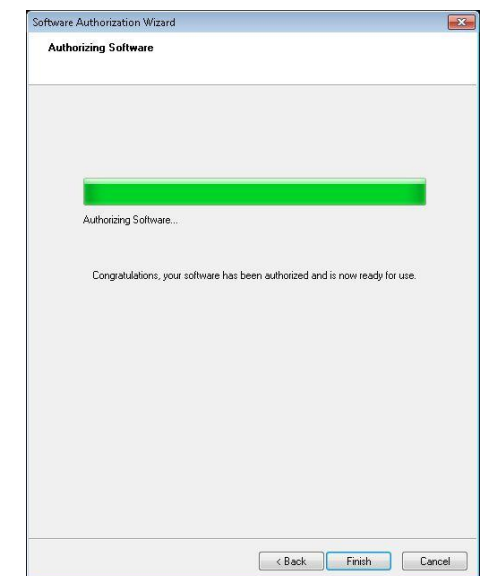 Software Authorization Wizard
Authorizing Software
Authorizing Software...
Congratulations, your software has been authorized and is now ready for use.
< Back Finish Cancel